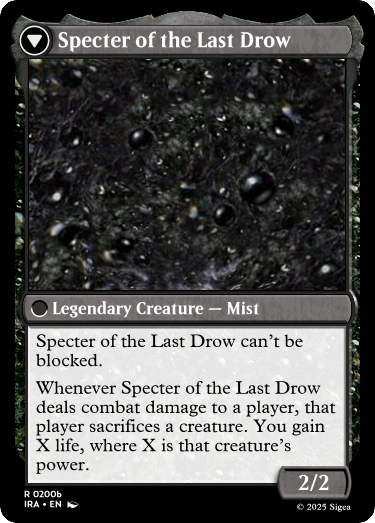 Specter of the Last Drow
Legendary Creature — Mist
Specter of the Last Drow can't be
blocked.
Whenever Specter of the Last Drow
deals combat damage to a player, that
player sacrifices a creature. You gain
X life, where X is that creature's
power.
2/2
R 0200b
IRA • EN
© 2025 Sigea